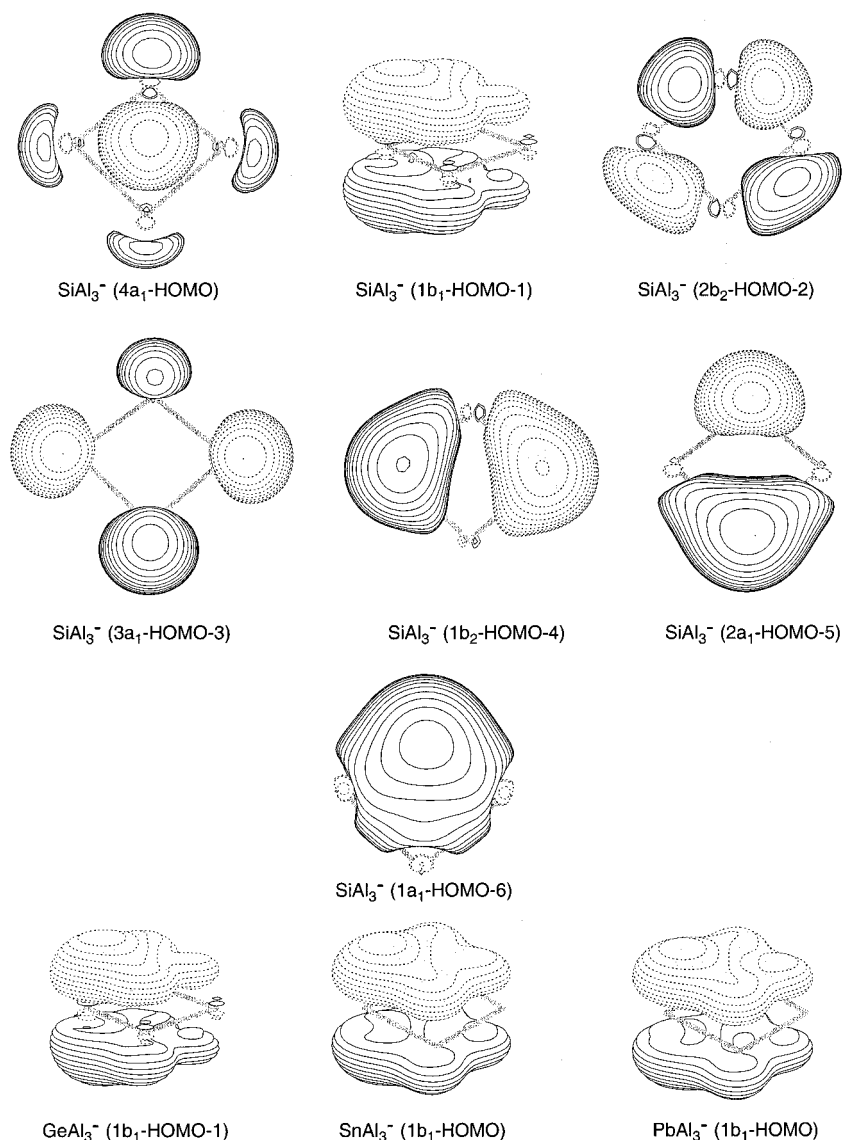 SiAl₃⁻ (4a₁-HOMO)
SiAl₃⁻ (1b₁-HOMO-1)
SiAl₃⁻ (2b₂-HOMO-2)
SiAl₃⁻ (3a₁-HOMO-3)
SiAl₃⁻ (1b₂-HOMO-4)
SiAl₃⁻ (2a₁-HOMO-5)
SiAl₃⁻ (1a₁-HOMO-6)
GeAl₃⁻ (1b₁-HOMO-1)
SnAl₃⁻ (1b₁-HOMO)
PbAl₃⁻ (1b₁-HOMO)